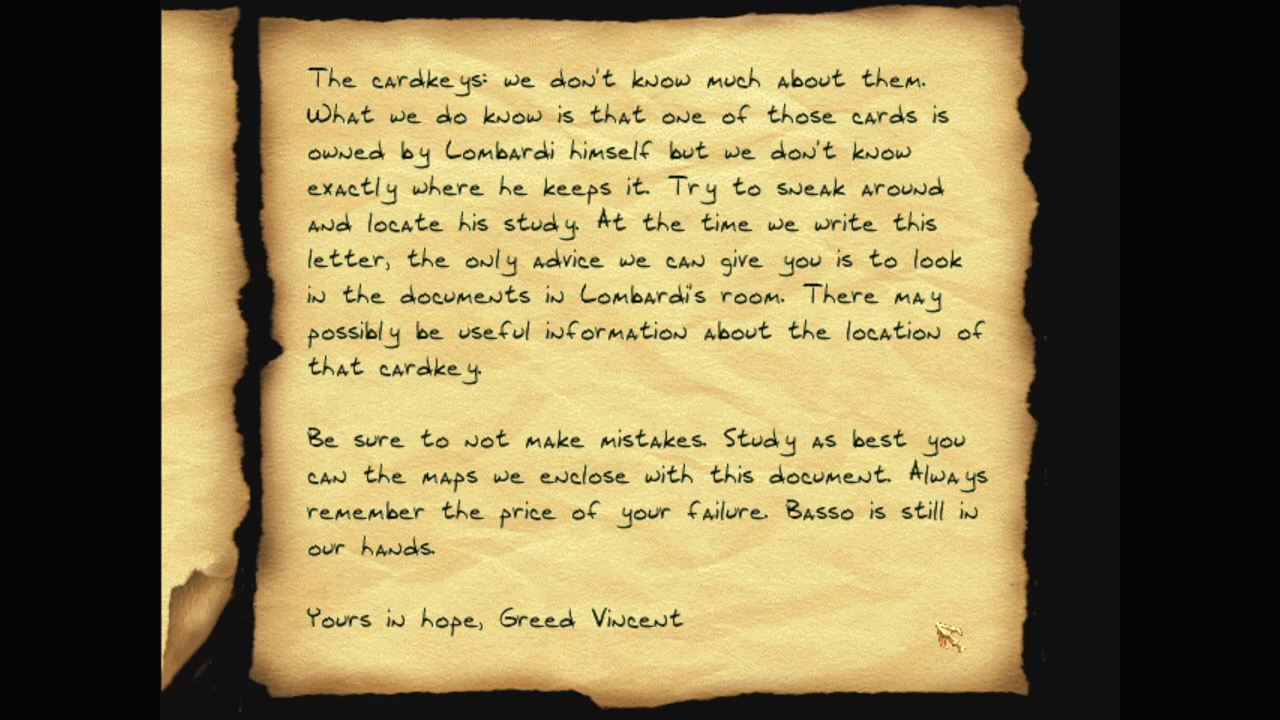 The cardkeys: we don't know much about them.
What we do know is that one of those cards is
owned by Lombardi himself but we don't know
exactly where he keeps it. Try to sneak around
and locate his study. At the time we write this
letter, the only advice we can give you is to look
in the documents in Lombardi's room. There may
possibly be useful information about the location of
that cardkey.
Be sure to not make mistakes. Study as best you
can the maps we enclose with this document. Always
remember the price of your failure. Basso is still in
our hands.
Yours in hope, Greed Vincent